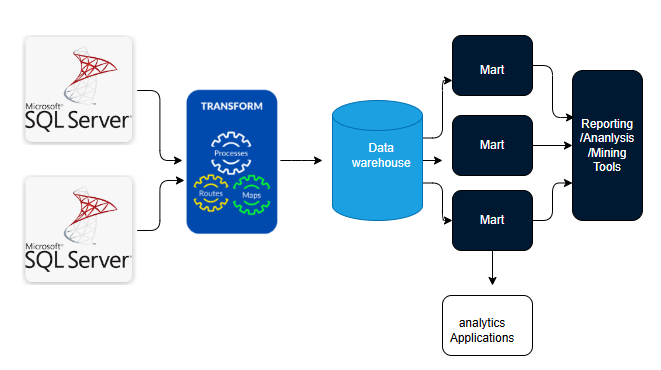 Microsoft®
SQL Server®
Microsoft®
SQL Server®
TRANSFORM
Processes
Routes
Maps
Data
warehouse
Mart
Mart
Mart
Reporting
/Ananlysis
/Mining
Tools
analytics
Applications